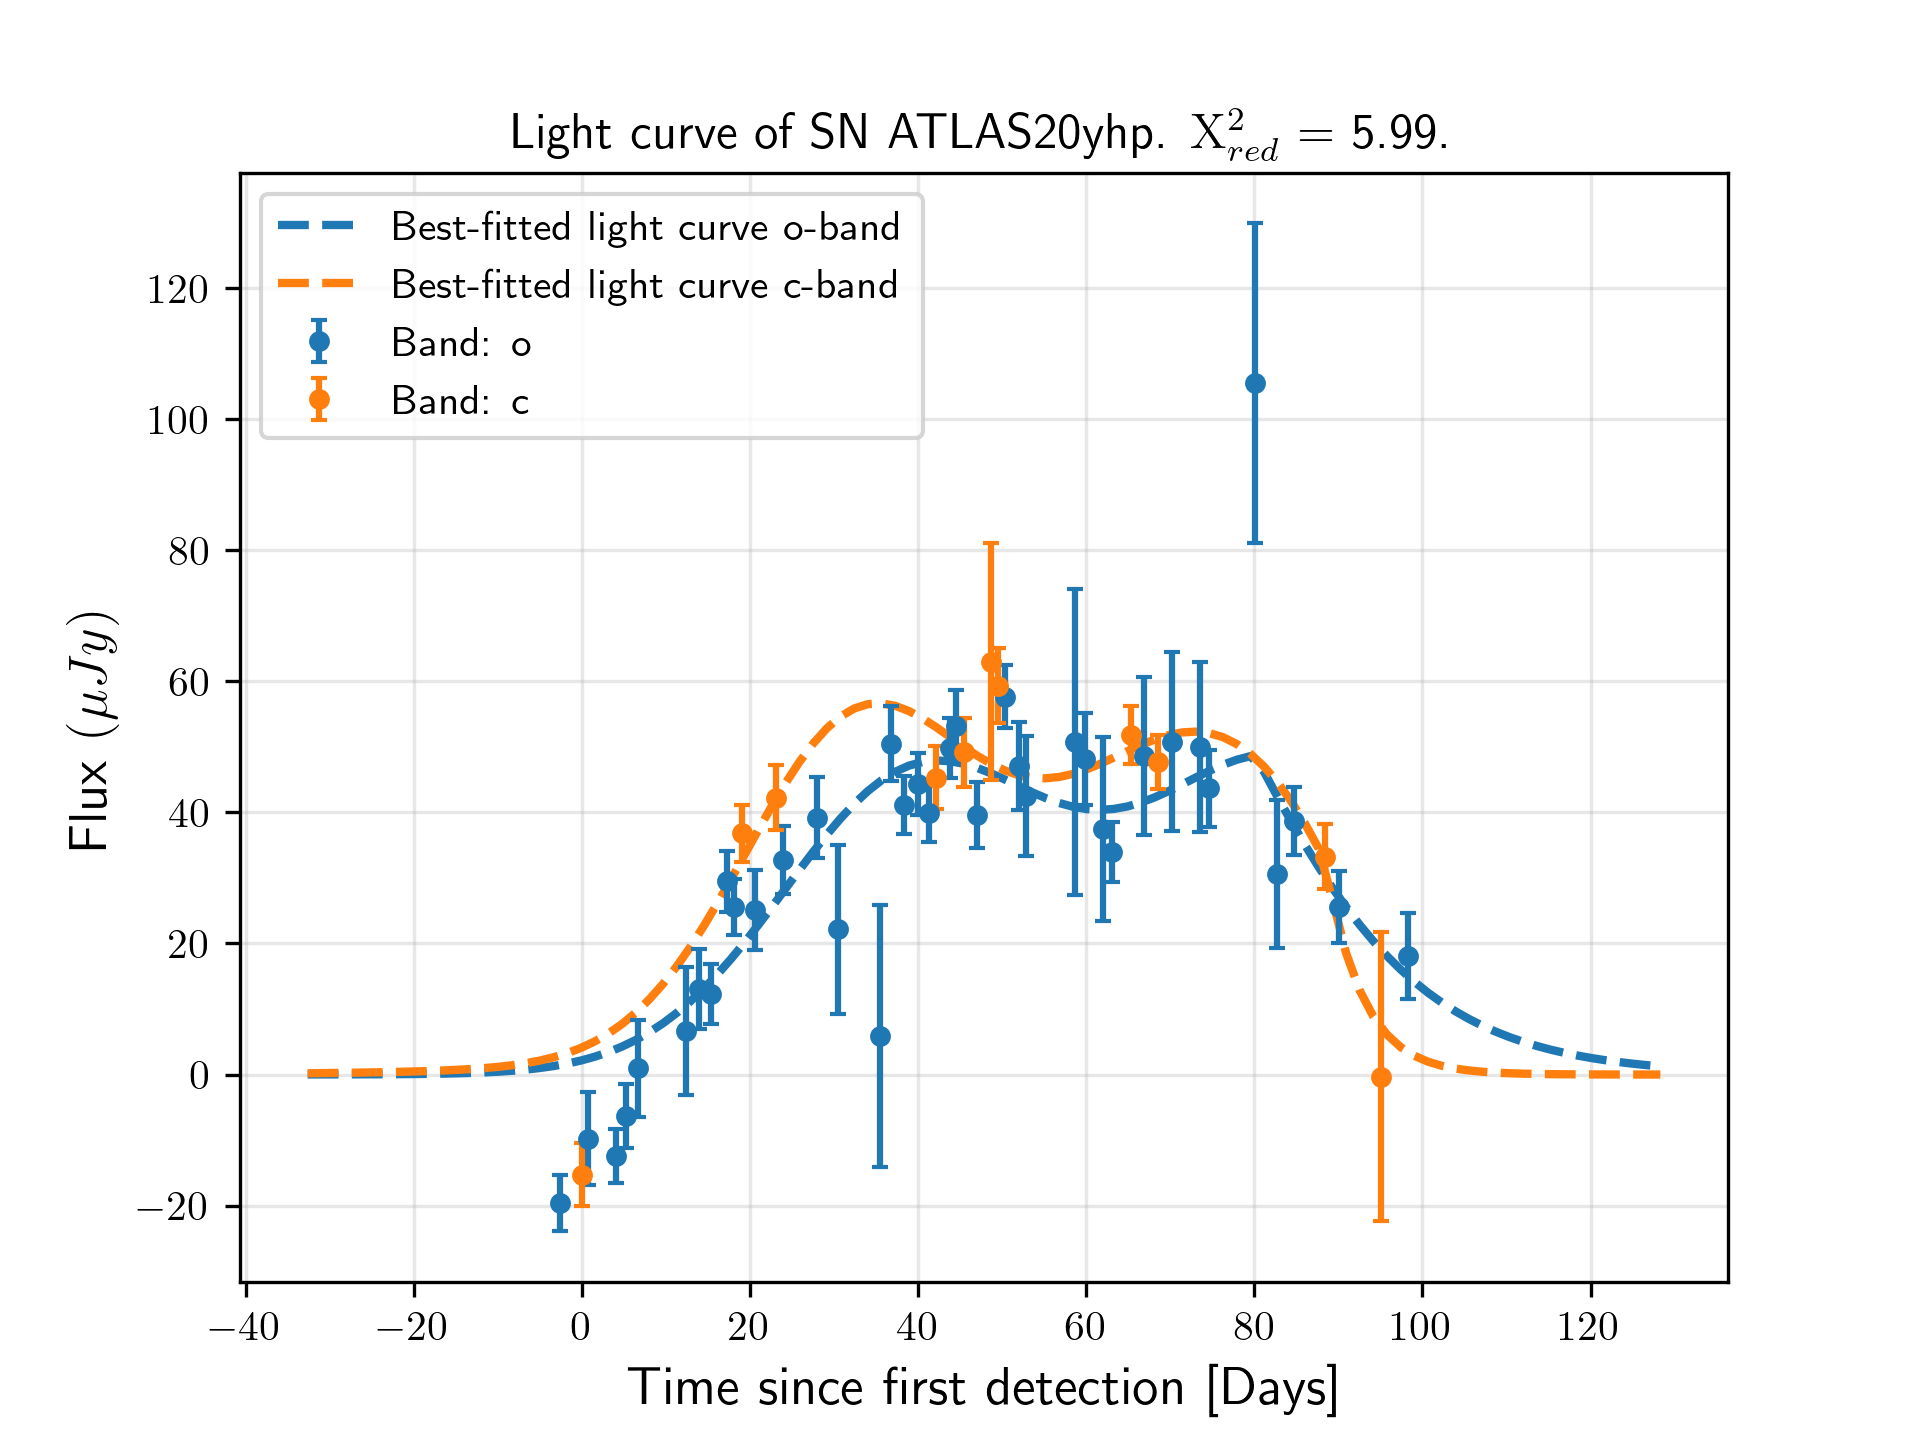 Light curve of SN ATLAS20yhp. X²_red = 5.99.
Best-fitted light curve o-band
Best-fitted light curve c-band
Band: o
Band: c
120
100
80
60
40
20
0
−20
Flux (μJy)
−40 −20 0 20 40 60 80 100 120
Time since first detection [Days]